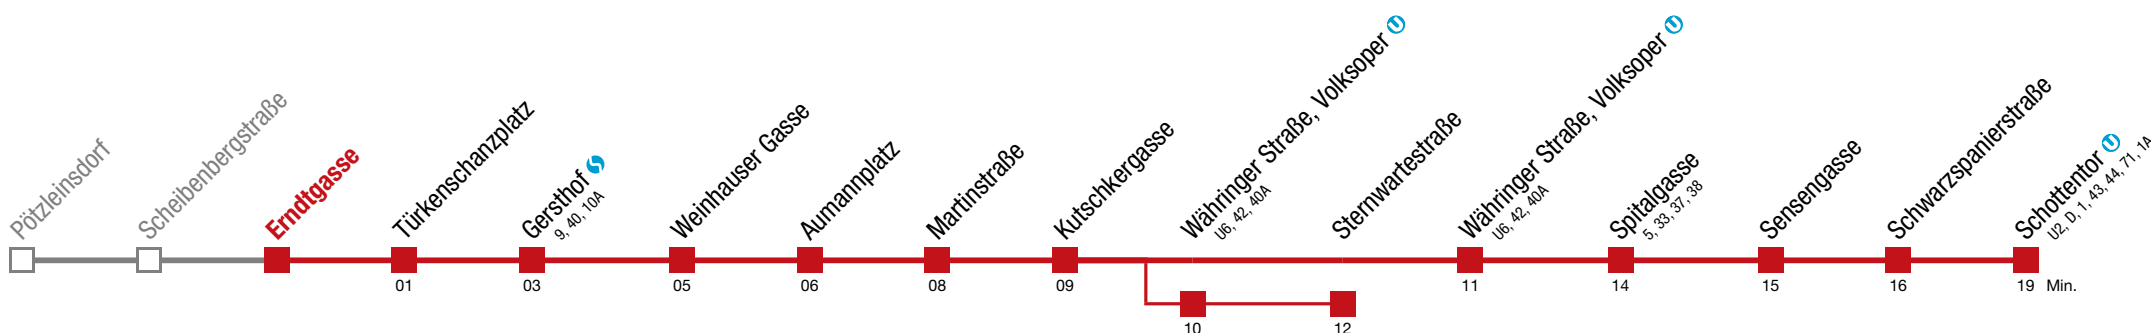 Pötzleinsdorf
Scheibenbergstraße
Erndtgasse
Türkenschanzplatz
Gersthof
9, 40, 10A
Weinhauser Gasse
Aumannplatz
Martinstraße
Kutschkergasse
Währinger Straße, Volksoper U
U6, 42, 40A
Sternwartestraße
Währinger Straße, Volksoper U
U6, 42, 40A
Spitalgasse
5, 33, 37, 38
Sensengasse
Schwarzspanierstraße
Schottentor U
U2, D, 1, 43, 44, 71, 1A
01 03 05 06 08 09 11 14 15 16 19 Min.
10 12